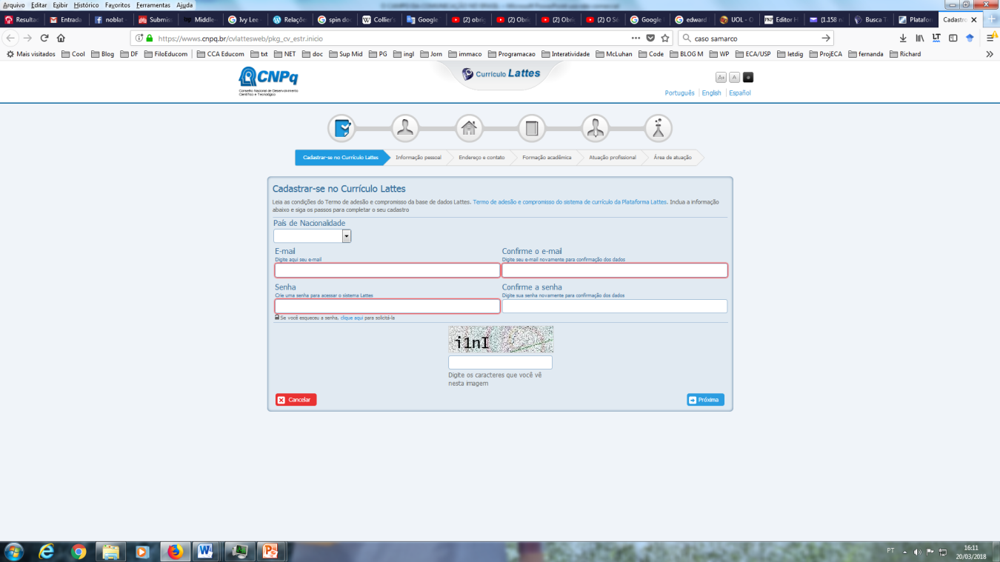 Arquivo Editar Exibir Histórico Favoritos Ferramentas Ajuda
Resultad Entrada noblat Submiss Middle- Ivy Lee Relaçõe spin doc Collier's Google (2) obrig (2) Obri (2) Obri (2) O Se Google edward UOL - O Editor H (1.158 n Busca T Platafor Cadastro
https://wwws.cnpq.br/cvlattesweb/pkg_cv_estr.inicio
caso samarco
Mais visitados Cool Blog DF FiloEducom CCA Educom txt NET doc Sup Mid PG ingl Jorn immaco Programacao Interatividade McLuhan Code BLOG M WP ECA/USP letdig ProjECA fernanda Richard
CNPq
Conselho Nacional de Desenvolvimento
Científico e Tecnológico
Currículo Lattes
A+ A
Português English Español
Cadastrar-se no Currículo Lattes Informação pessoal Endereço e contato Formação acadêmica Atuação profissional Área de atuação
Cadastrar-se no Currículo Lattes
Leia as condições do Termo de adesão e compromisso da base de dados Lattes. Termo de adesão e compromisso do sistema de currículo da Plataforma Lattes. Indua a informação
abaixo e siga os passos para completar o seu cadastro
País de Nacionalidade
E-mail Confirme o e-mail
Digite aqui seu e-mail Digite seu e-mail novamente para confirmação dos dados
Senha Confirme a senha
Crie uma senha para acessar o sistema Lattes Digite sua senha novamente para confirmação dos dados
Se você esqueceu a senha, clique aqui para solicitá-la
i1nI
Digite os caracteres que você vê
nesta imagem
Cancelar Próxima
PT 16:11
20/03/2018